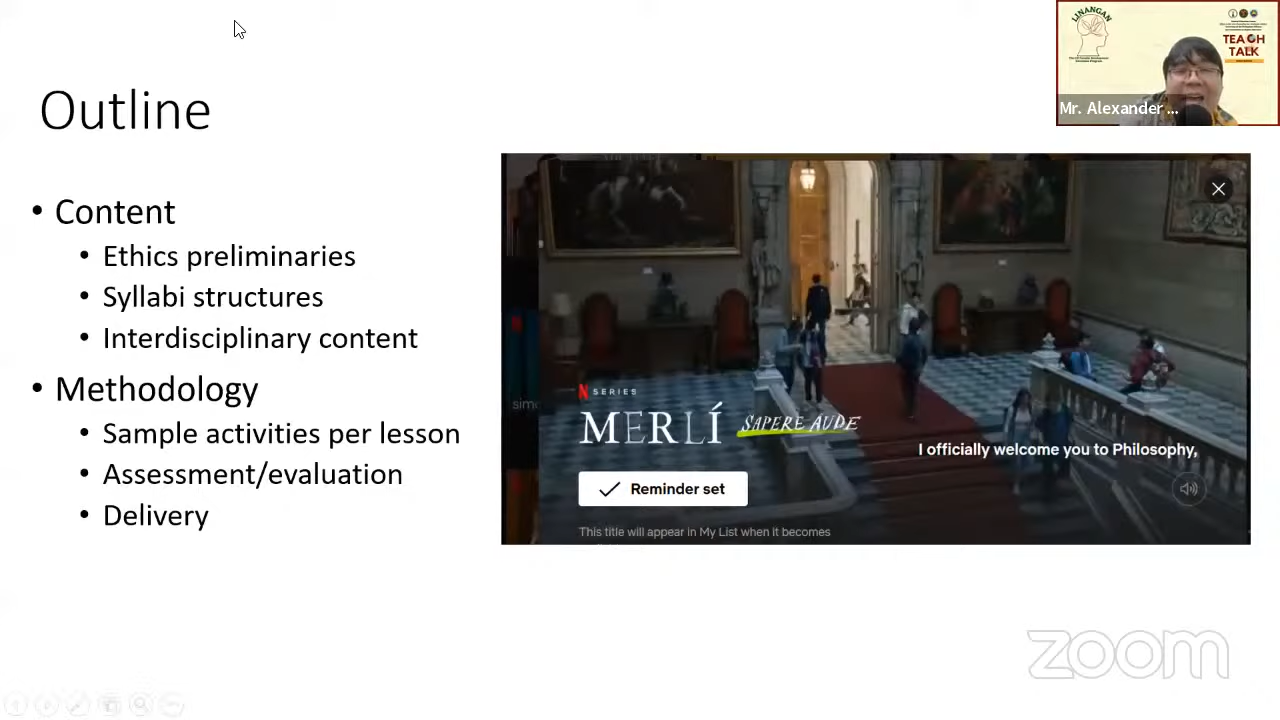 Outline
• Content
• Ethics preliminaries
• Syllabi structures
• Interdisciplinary content
• Methodology
• Sample activities per lesson
• Assessment/evaluation
• Delivery
LINANGAN
TEACH
TALK
Mr. Alexander ...
N SERIES
MERLÍ SAPERE AUDE
I officially welcome you to Philosophy,
Reminder set
This title will appear in My List when it becomes
zoom